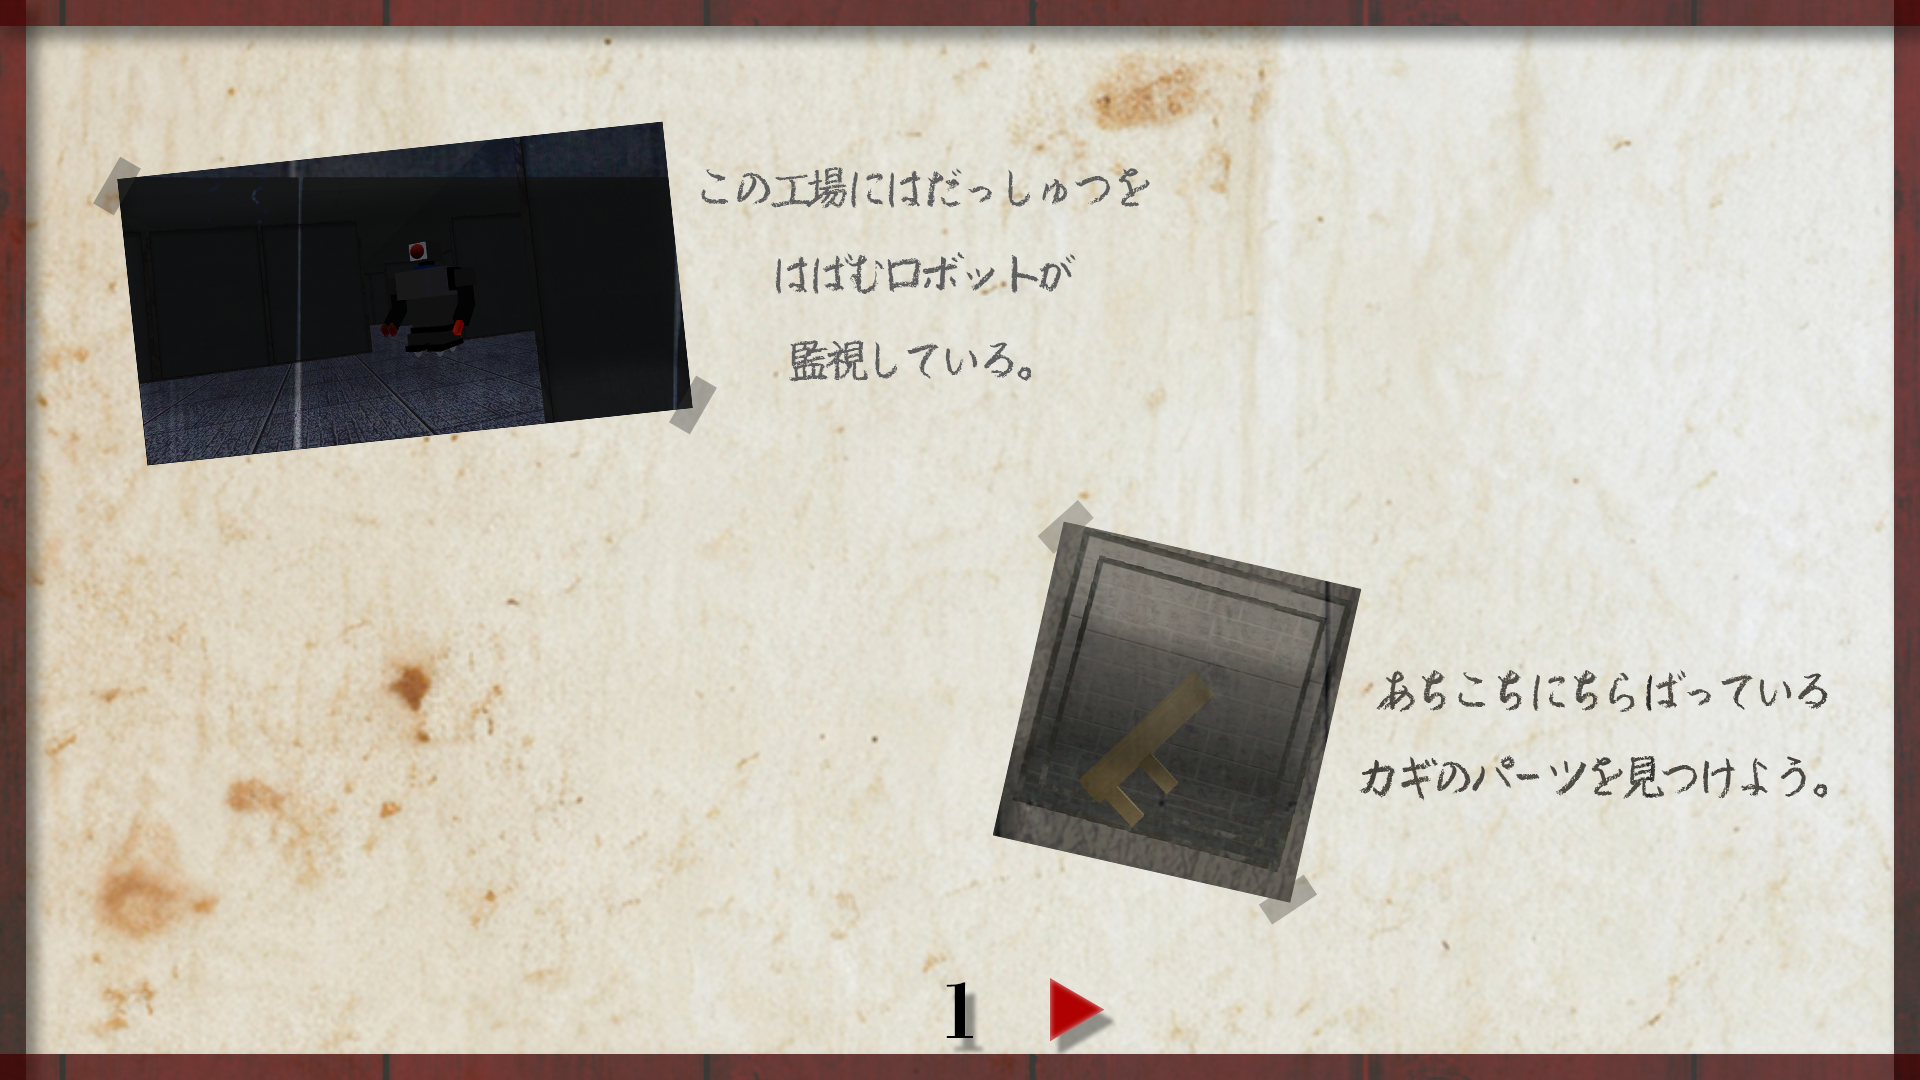 この工場にはだっしゅつを
はばむロボットが
監視している。
あちこちにちらばっている
カギのパーツを見つけよう。
1